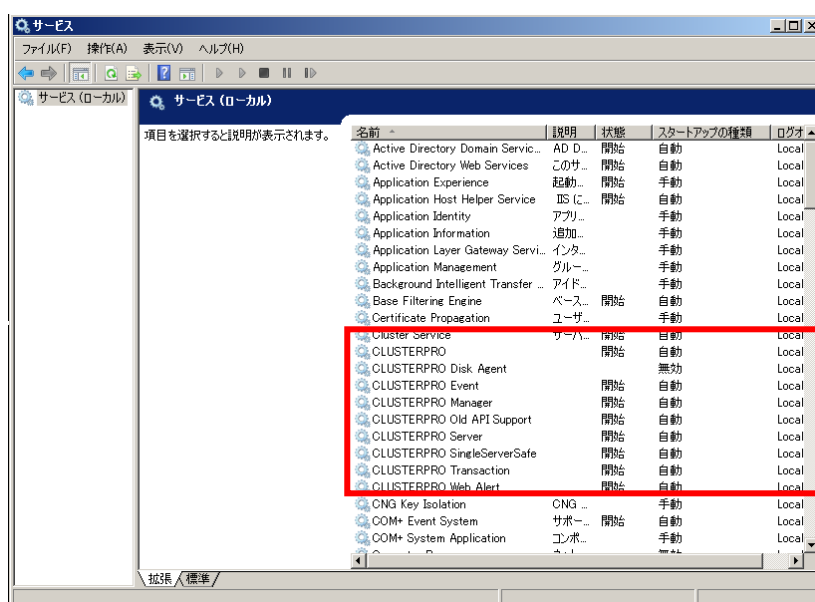 サービス
ファイル(F) 操作(A) 表示(V) ヘルプ(H)
サービス (ローカル)
サービス (ローカル)
項目を選択すると説明が表示されます。
名前 説明 状態 スタートアップの種類 ログオ
Active Directory Domain Servic... AD D... 開始 自動 Local
Active Directory Web Services このサ... 開始 自動 Local
Application Experience 起動... 開始 手動 Local
Application Host Helper Service IIS (こ... 開始 自動 Local
Application Identity アプリ... 手動 Local
Application Information 追加... 手動 Local
Application Layer Gateway Servi... インタ... 手動 Local
Application Management グルー... 手動 Local
Background Intelligent Transfer ... アイド... 手動 Local
Base Filtering Engine ベース... 開始 自動 Local
Certificate Propagation ユーザ... 手動 Local
Cluster Service サーバ... 開始 自動 Local
CLUSTERPRO 開始 自動 Local
CLUSTERPRO Disk Agent 無効 Local
CLUSTERPRO Event 開始 自動 Local
CLUSTERPRO Manager 開始 自動 Local
CLUSTERPRO Old API Support 開始 自動 Local
CLUSTERPRO Server 開始 自動 Local
CLUSTERPRO SingleServerSafe 開始 自動 Local
CLUSTERPRO Transaction 開始 自動 Local
CLUSTERPRO Web Alert 開始 自動 Local
CNG Key Isolation CNG ... 手動 Local
COM+ Event System サポー... 開始 自動 Local
COM+ System Application コンポ... 手動 Local
拡張 標準